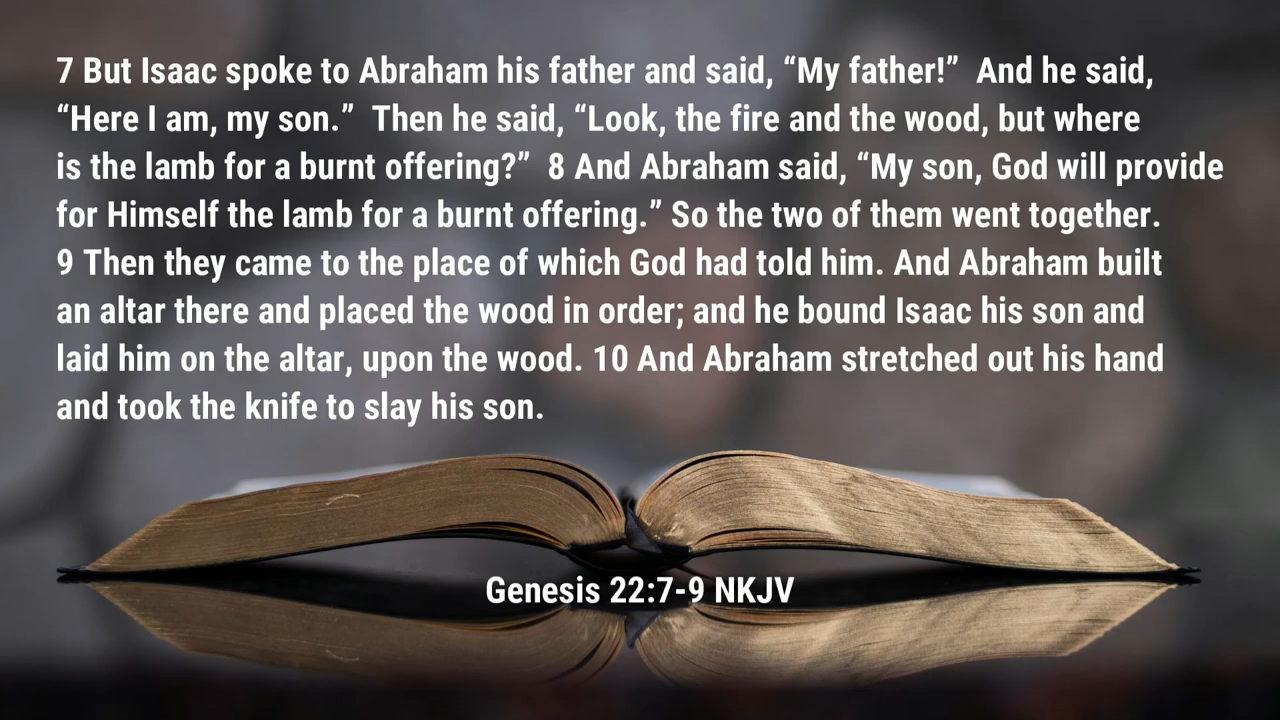 7 But Isaac spoke to Abraham his father and said, “My father!”  And he said,
“Here I am, my son.”  Then he said, “Look, the fire and the wood, but where
is the lamb for a burnt offering?”  8 And Abraham said, “My son, God will provide
for Himself the lamb for a burnt offering.” So the two of them went together.
9 Then they came to the place of which God had told him. And Abraham built
an altar there and placed the wood in order; and he bound Isaac his son and
laid him on the altar, upon the wood. 10 And Abraham stretched out his hand
and took the knife to slay his son.
Genesis 22:7-9 NKJV